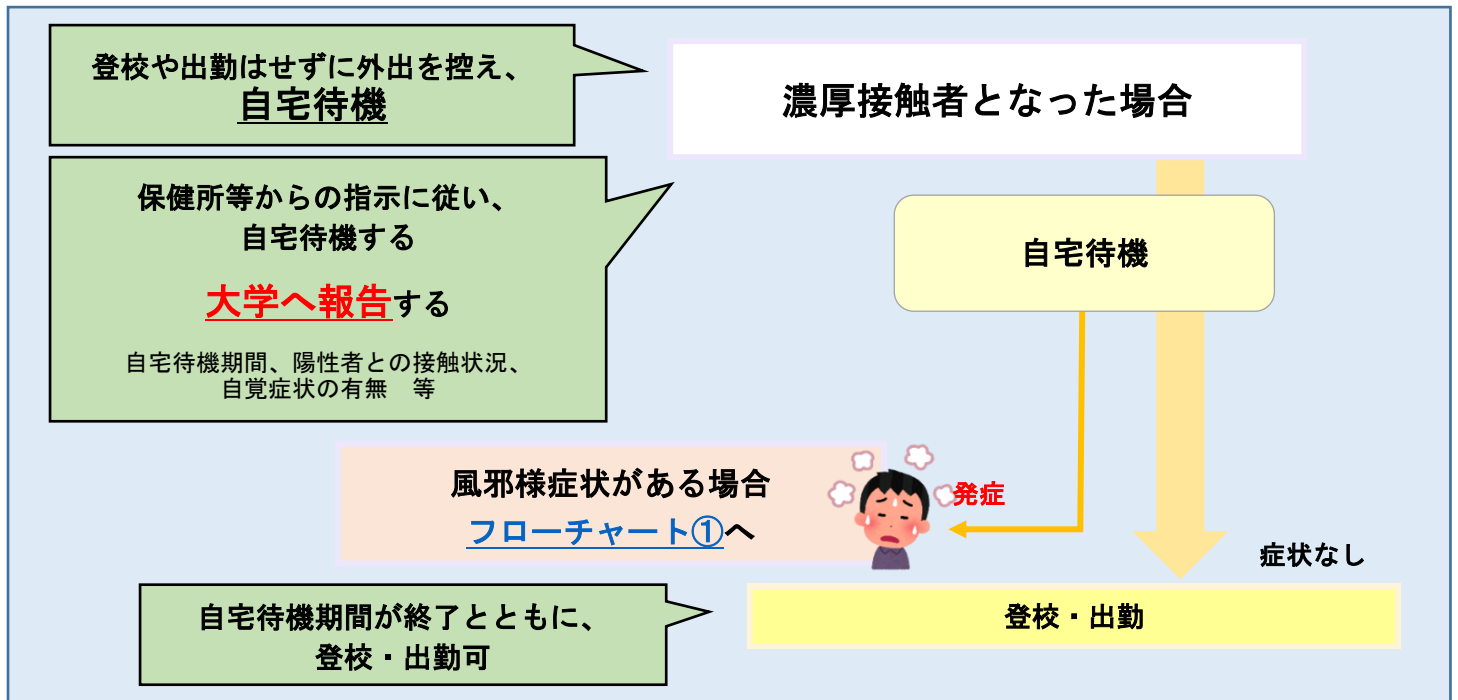 登校や出勤はせずに外出を控え、
自宅待機
濃厚接触者となった場合
保健所等からの指示に従い、
自宅待機する
大学へ報告する
自宅待機期間、陽性者との接触状況、
自覚症状の有無　等
自宅待機
風邪様症状がある場合
フローチャート①へ
発症
症状なし
自宅待機期間が終了とともに、
登校・出勤可
登校・出勤